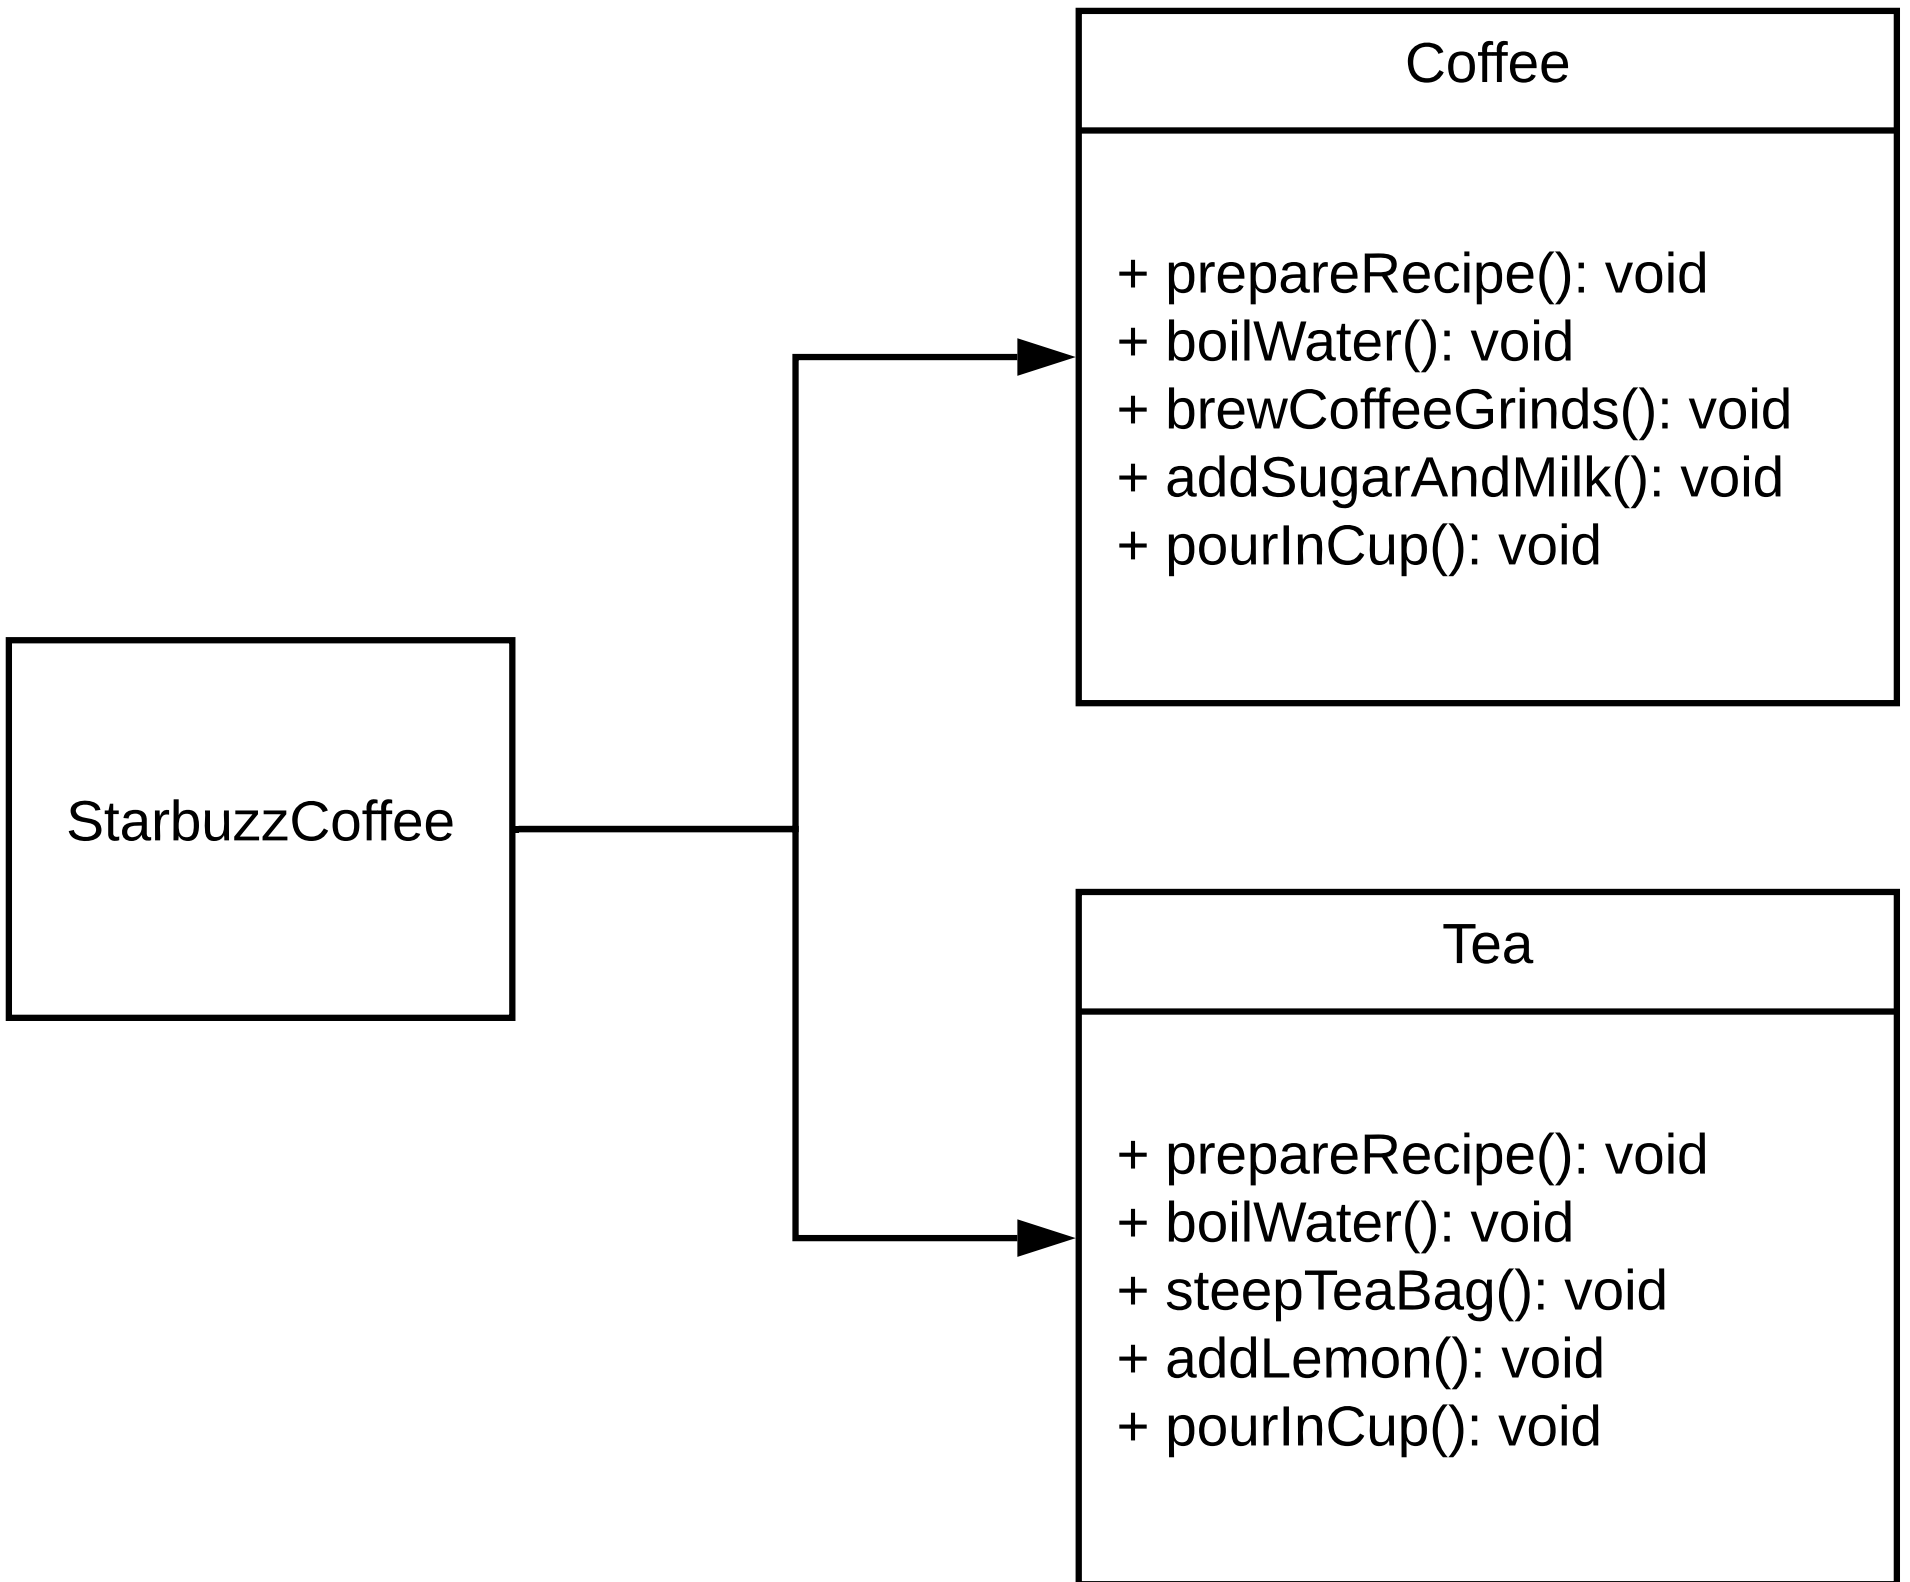 Coffee
+ prepareRecipe(): void
+ boilWater(): void
+ brewCoffeeGrinds(): void
+ addSugarAndMilk(): void
+ pourInCup(): void
StarbuzzCoffee
Tea
+ prepareRecipe(): void
+ boilWater(): void
+ steepTeaBag(): void
+ addLemon(): void
+ pourInCup(): void